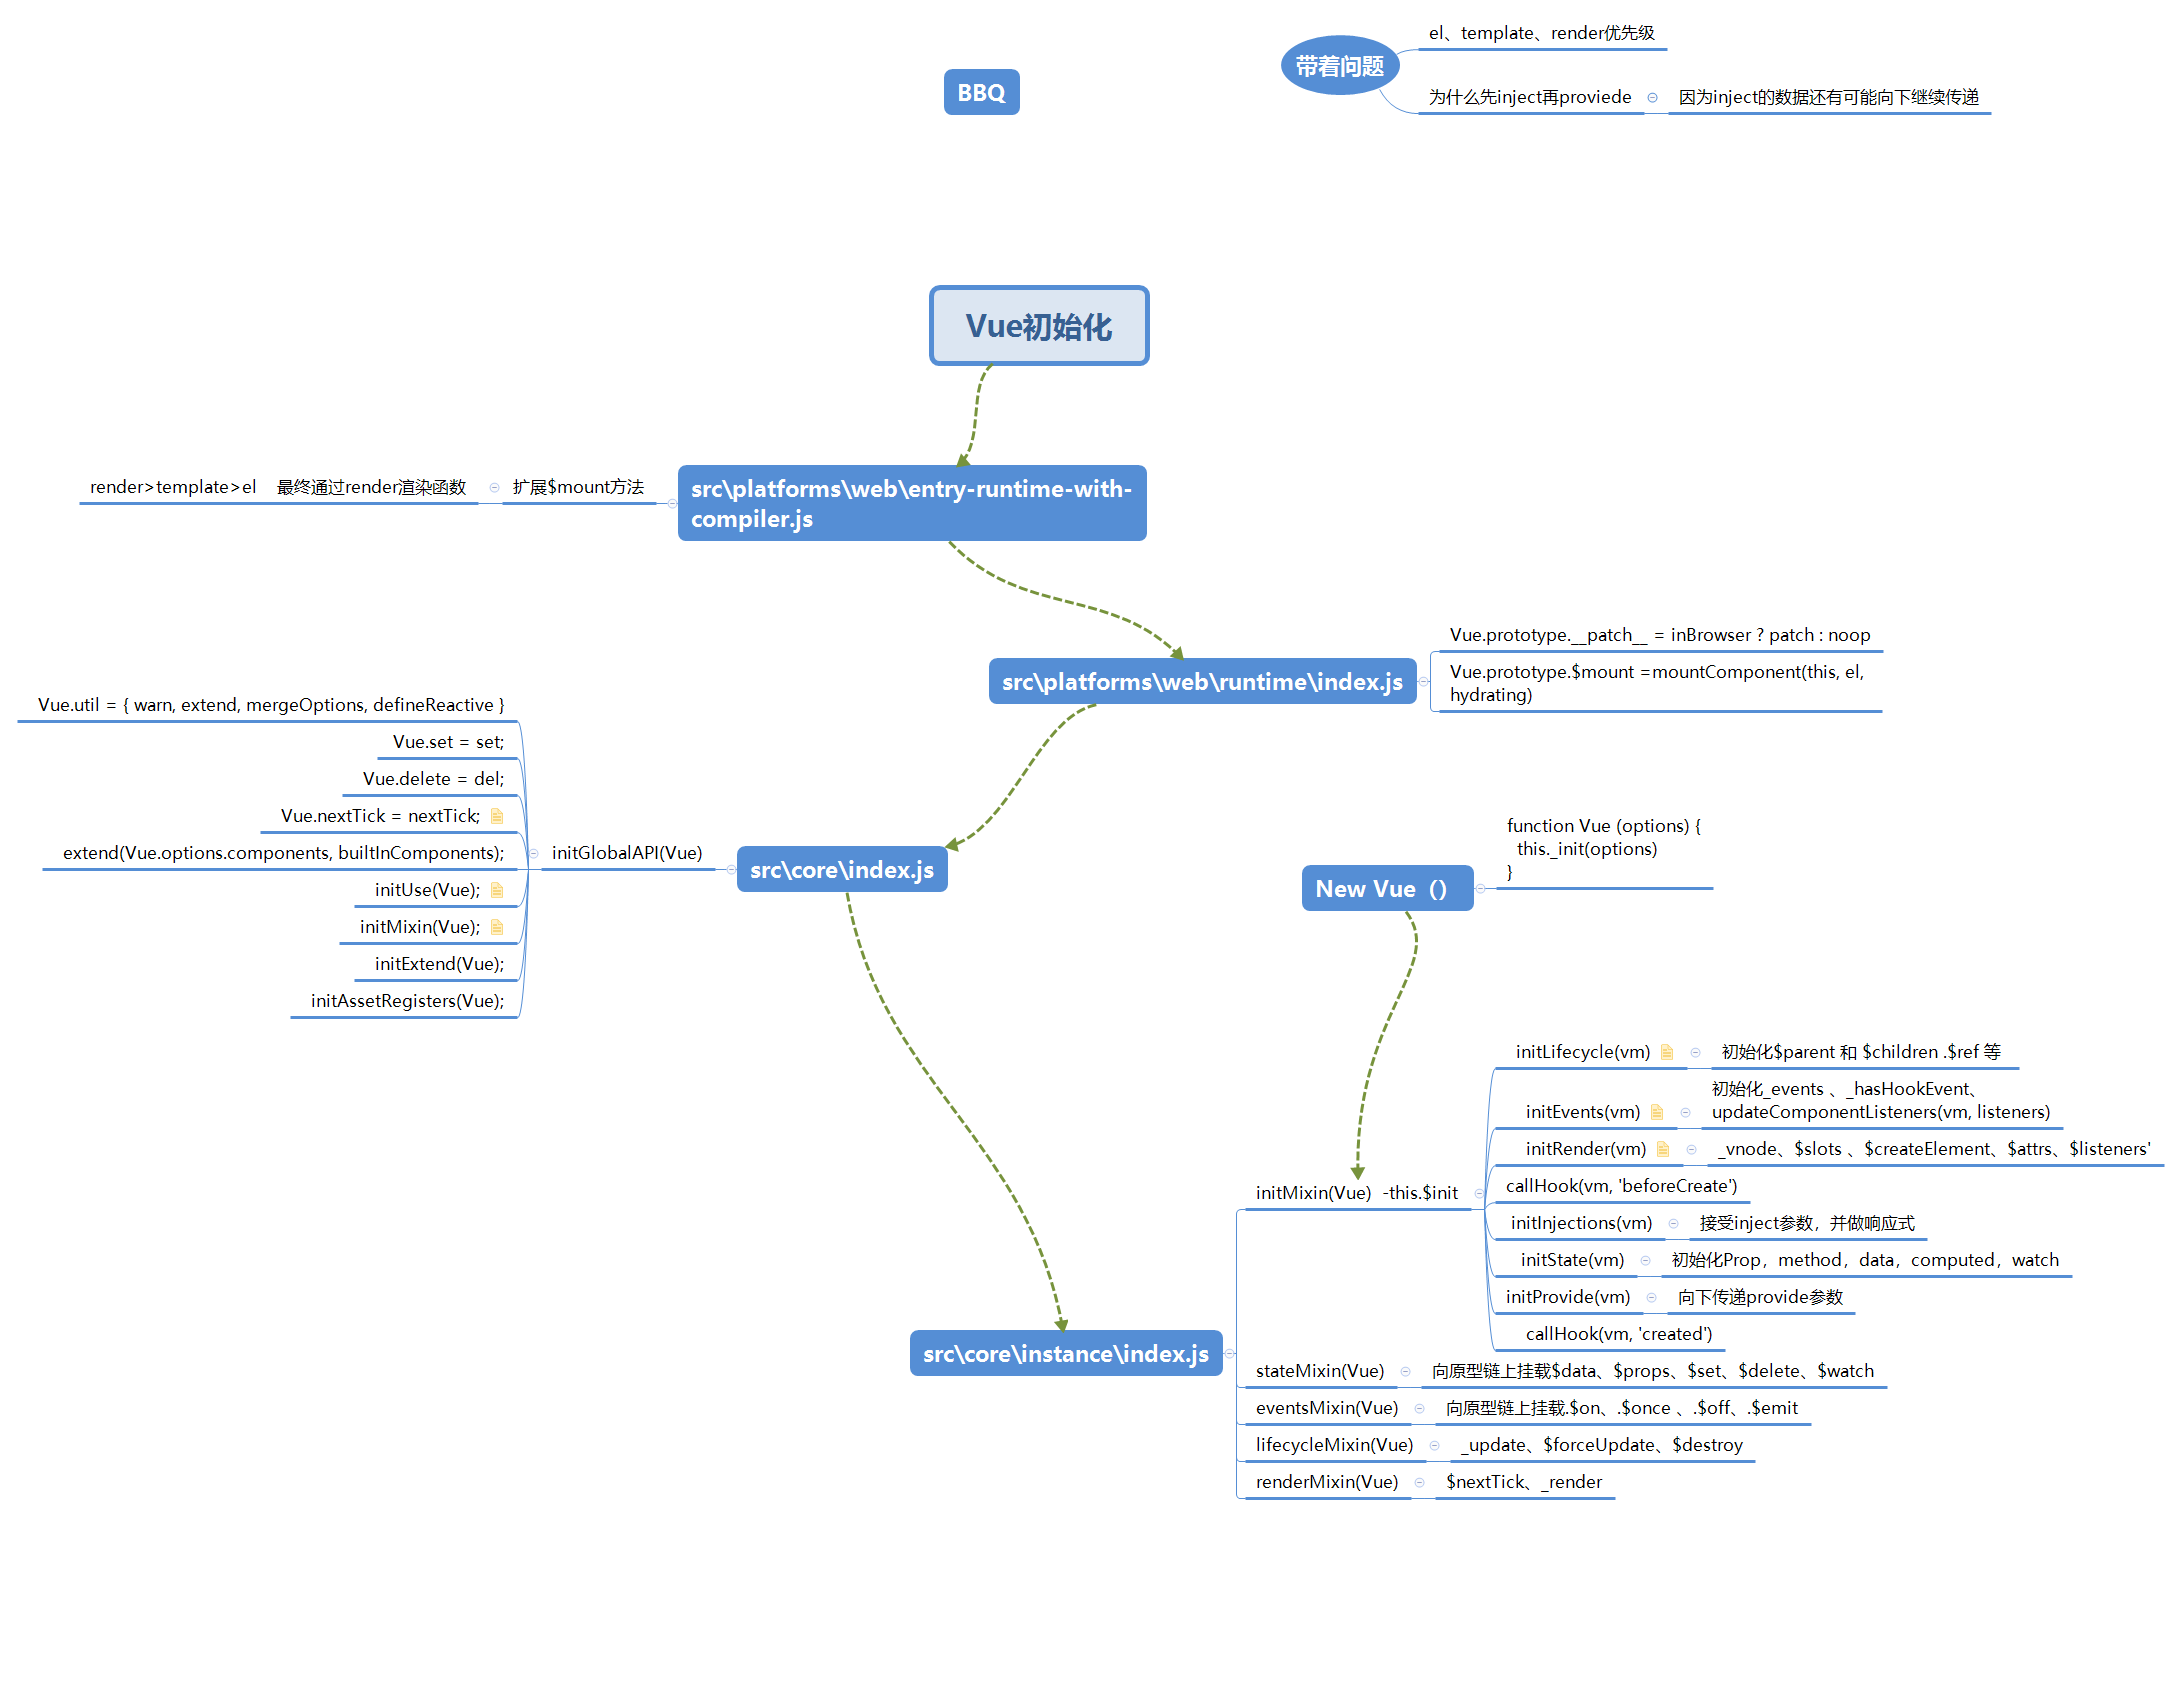 BBQ
带着问题
el、template、render优先级
为什么先inject再proviede
因为inject的数据还有可能向下继续传递
Vue初始化
src\platforms\web\entry-runtime-with-
compiler.js
扩展$mount方法
render>template>el    最终通过render渲染函数
src\platforms\web\runtime\index.js
Vue.prototype.__patch__ = inBrowser ? patch : noop
Vue.prototype.$mount =mountComponent(this, el,
hydrating)
src\core\index.js
initGlobalAPI(Vue)
Vue.util = { warn, extend, mergeOptions, defineReactive }
Vue.set = set;
Vue.delete = del;
Vue.nextTick = nextTick;
extend(Vue.options.components, builtInComponents);
initUse(Vue);
initMixin(Vue);
initExtend(Vue);
initAssetRegisters(Vue);
New Vue（）
function Vue (options) {
  this._init(options)
}
src\core\instance\index.js
initMixin(Vue)  -this.$init
initLifecycle(vm)
初始化$parent 和 $children .$ref 等
initEvents(vm)
初始化_events 、_hasHookEvent、
updateComponentListeners(vm, listeners)
initRender(vm)
_vnode、$slots 、$createElement、$attrs、$listeners'
callHook(vm, 'beforeCreate')
initInjections(vm)
接受inject参数，并做响应式
initState(vm)
初始化Prop，method，data，computed，watch
initProvide(vm)
向下传递provide参数
callHook(vm, 'created')
stateMixin(Vue)
向原型链上挂载$data、$props、$set、$delete、$watch
eventsMixin(Vue)
向原型链上挂载.$on、.$once 、.$off、.$emit
lifecycleMixin(Vue)
_update、$forceUpdate、$destroy
renderMixin(Vue)
$nextTick、_render